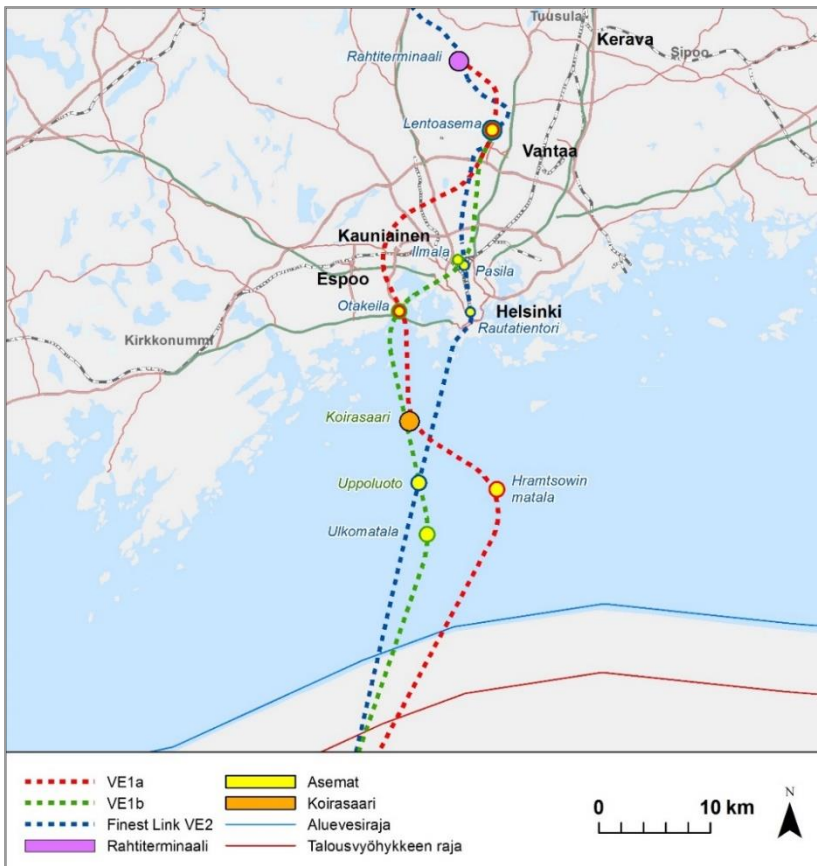 Tuusula
Kerava
Rahtiterminaali
Sipoo
Lentoasema
Vantaa
Kauniainen
Ilmala
Pasila
Espoo
Otakeila
Helsinki
Rautatientori
Kirkkonummi
Koirasaari
Uppoluoto
Hramtsowin
matala
Ulkomatala
VE1a
Asemat
VE1b
Koirasaari
Finest Link VE2
Aluevesiraja
Rahtiterminaali
Talousvyöhykkeen raja
0 10 km
N